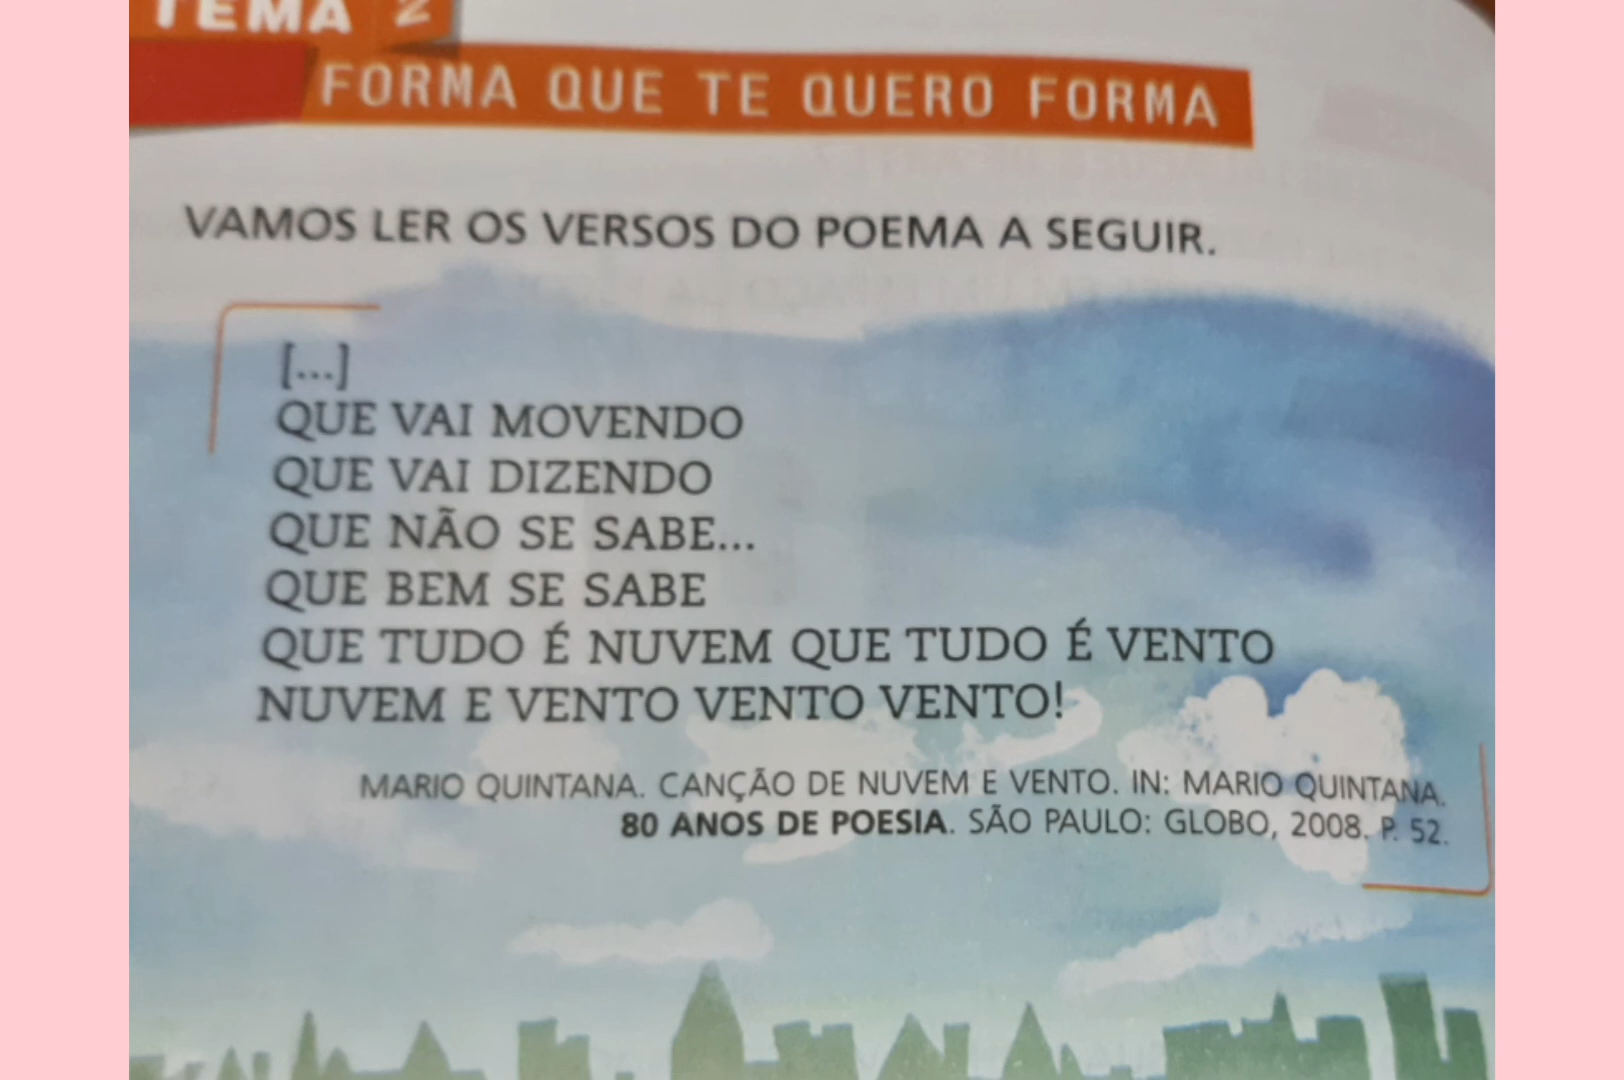 TEMA 2
FORMA QUE TE QUERO FORMA
VAMOS LER OS VERSOS DO POEMA A SEGUIR.
[...]
QUE VAI MOVENDO
QUE VAI DIZENDO
QUE NÃO SE SABE...
QUE BEM SE SABE
QUE TUDO É NUVEM QUE TUDO É VENTO
NUVEM E VENTO VENTO VENTO!
MARIO QUINTANA. CANÇÃO DE NUVEM E VENTO. IN: MARIO QUINTANA.
80 ANOS DE POESIA. SÃO PAULO: GLOBO, 2008. P. 52.